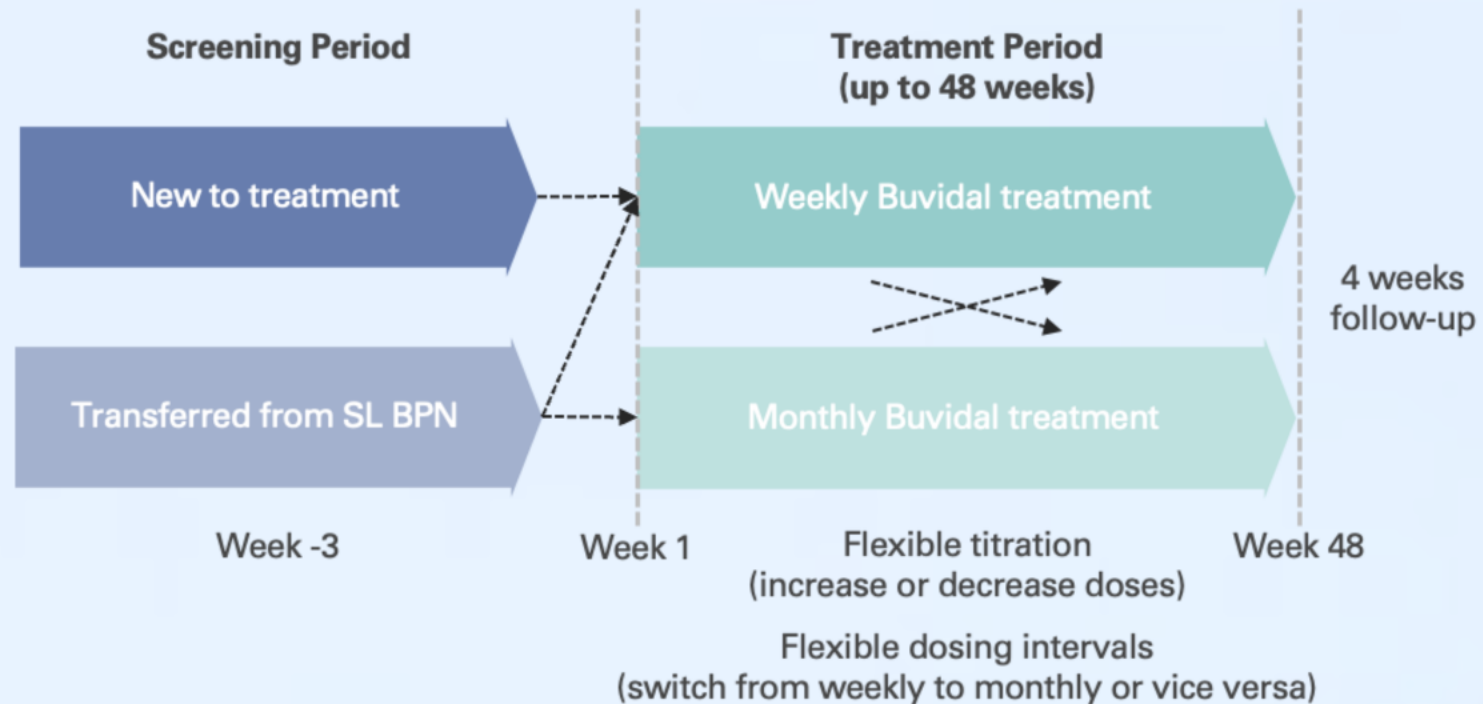 Screening Period
Treatment Period
(up to 48 weeks)
New to treatment
Weekly Buvidal treatment
4 weeks
follow-up
Transferred from SL BPN
Monthly Buvidal treatment
Week -3
Week 1
Flexible titration
(increase or decrease doses)
Week 48
Flexible dosing intervals
(switch from weekly to monthly or vice versa)